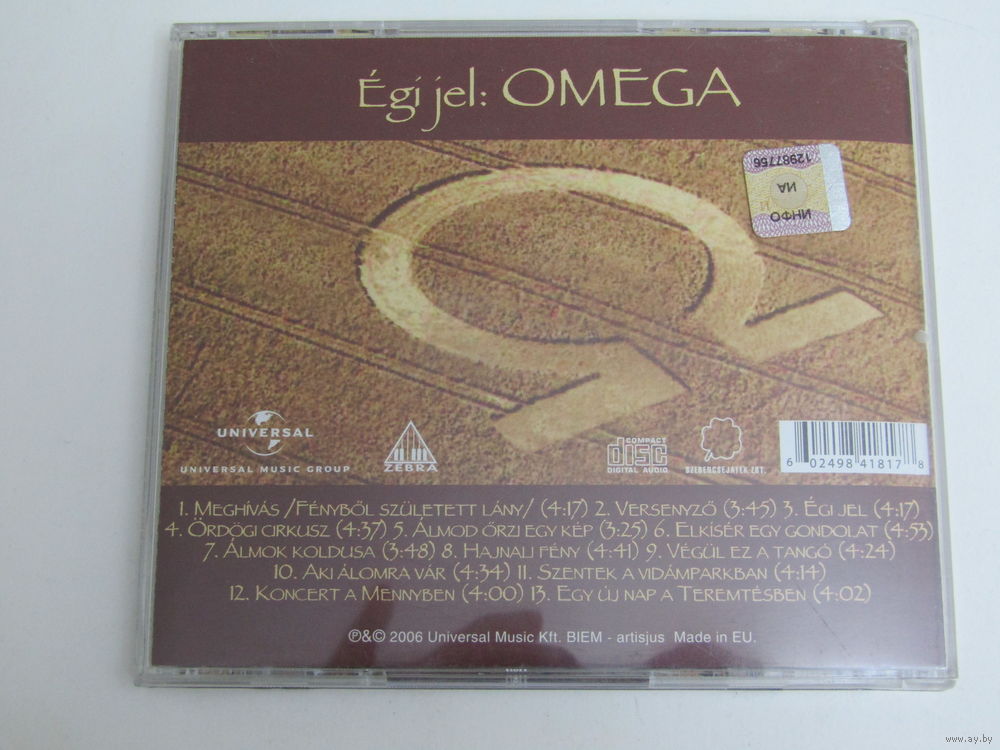 Égi jel: OMEGA
12987756
ИА
ИНФО
UNIVERSAL
UNIVERSAL MUSIC GROUP
ZEBRA
COMPACT
disc
DIGITAL AUDIO
SZERENCSEJÁTÉK ZRT.
6 02498 41817 8
1. MEGHÍVÁS /FÉNYBŐL SZÜLETETT LÁNY/ (4:17) 2. VERSENYZŐ (3:45) 3. ÉGI JEL (4:17)
4. ÖRDÖGI CIRKUSZ (4:37) 5. ÁLMOD ŐRZI EGY KÉP (3:25) 6. ELKÍSÉR EGY GONDOLAT (4:53)
7. ÁLMOK KOLDUSA (3:48) 8. HAJNALI FÉNY (4:41) 9. VÉGÜL EZ A TANGÓ (4:24)
10. AKI ÁLOMRA VÁR (4:34) 11. SZENTEK A VIDÁMPARKBAN (4:14)
12. KONCERT A MENNYBEN (4:00) 13. EGY ÚJ NAP A TEREMTÉSBEN (4:02)
℗&© 2006 Universal Music Kft. BIEM - artisjus Made in EU.
www.ay.by